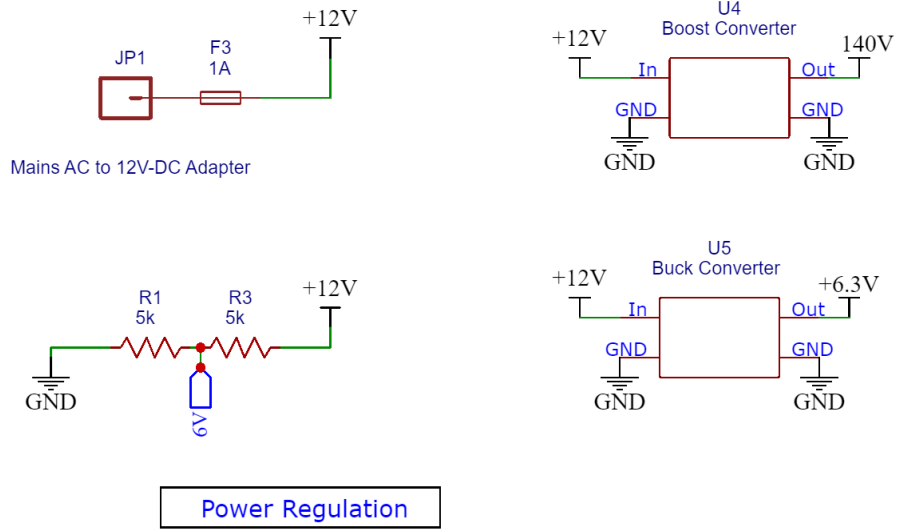 JP1
F3
1A
+12V
Mains AC to 12V-DC Adapter
U4
Boost Converter
+12V
In
Out
140V
GND
GND
GND
GND
R1
5k
R3
5k
+12V
GND
6V
U5
Buck Converter
+12V
In
Out
+6.3V
GND
GND
GND
GND
Power Regulation